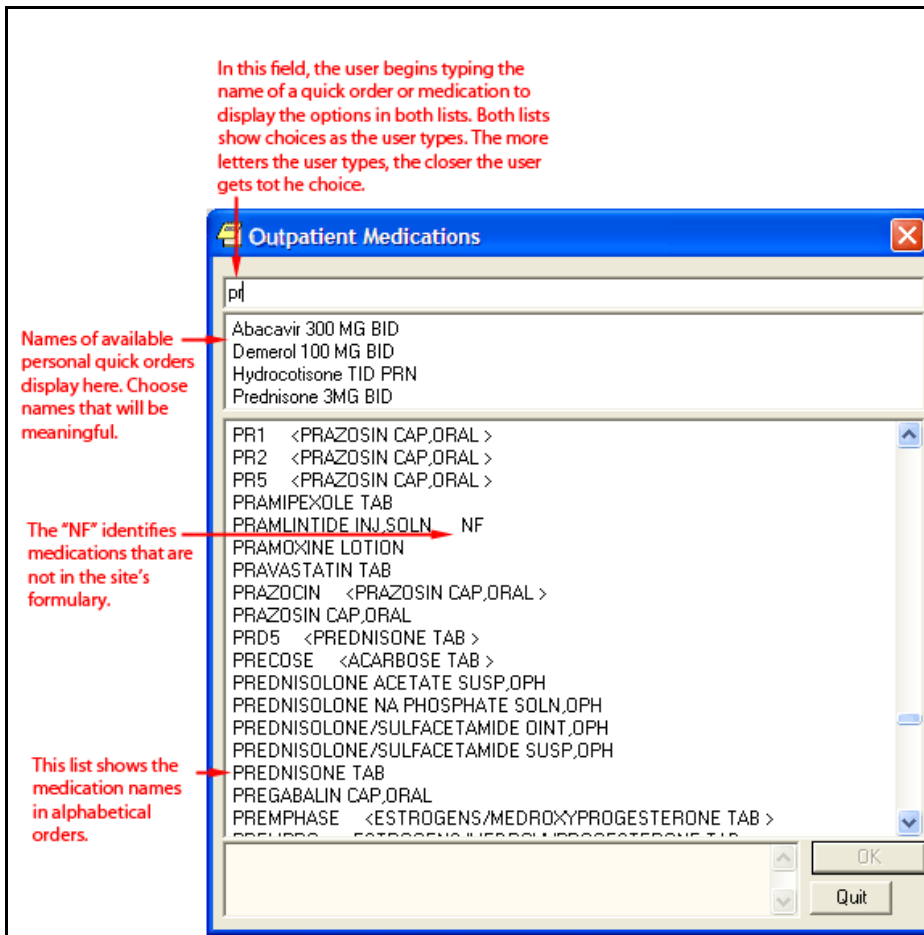 In this field, the user begins typing the
name of a quick order or medication to
display the options in both lists. Both lists
show choices as the user types. The more
letters the user types, the closer the user
gets tot he choice.
Outpatient Medications
pr
Names of available
personal quick orders
display here. Choose
names that will be
meaningful.
Abacavir 300 MG BID
Demerol 100 MG BID
Hydrocotisone TID PRN
Prednisone 3MG BID
PR1 <PRAZOSIN CAP,ORAL >
PR2 <PRAZOSIN CAP,ORAL >
PR5 <PRAZOSIN CAP,ORAL >
PRAMIPEXOLE TAB
PRAMLINTIDE INJ,SOLN NF
PRAMOXINE LOTION
PRAVASTATIN TAB
PRAZOCIN <PRAZOSIN CAP,ORAL >
PRAZOSIN CAP,ORAL
PRD5 <PREDNISONE TAB >
PRECOSE <ACARBOSE TAB >
PREDNISOLONE ACETATE SUSP,OPH
PREDNISOLONE NA PHOSPHATE SOLN,OPH
PREDNISOLONE/SULFACETAMIDE OINT,OPH
PREDNISOLONE/SULFACETAMIDE SUSP,OPH
PREDNISONE TAB
PREGABALIN CAP,ORAL
PREMPHASE <ESTROGENS/MEDROXYPROGESTERONE TAB >
The "NF" identifies
medications that are
not in the site's
formulary.
This list shows the
medication names
in alphabetical
orders.
OK
Quit